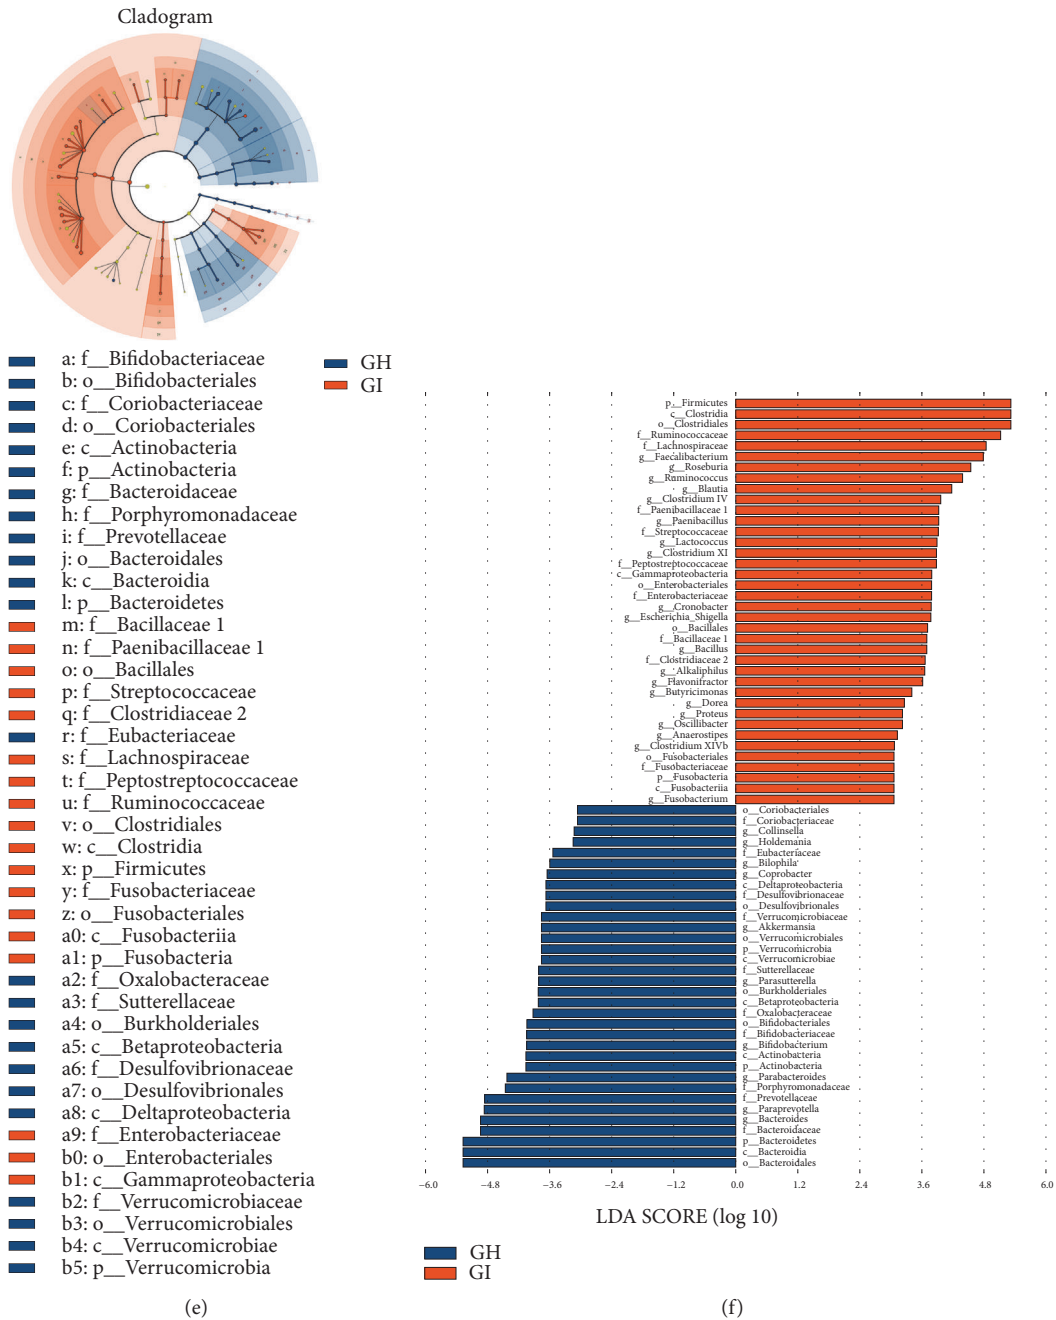 Cladogram
a: f__Bifidobacteriaceae
b: o__Bifidobacteriales
c: f__Coriobacteriaceae
d: o__Coriobacteriales
e: c__Actinobacteria
f: p__Actinobacteria
g: f__Bacteroidaceae
h: f__Porphyromonadaceae
i: f__Prevotellaceae
j: o__Bacteroidales
k: c__Bacteroidia
l: p__Bacteroidetes
m: f__Bacillaceae 1
n: f__Paenibacillaceae 1
o: o__Bacillales
p: f__Streptococcaceae
q: f__Clostridiaceae 2
r: f__Eubacteriaceae
s: f__Lachnospiraceae
t: f__Peptostreptococcaceae
u: f__Ruminococcaceae
v: o__Clostridiales
w: c__Clostridia
x: p__Firmicutes
y: f__Fusobacteriaceae
z: o__Fusobacteriales
a0: c__Fusobacteriia
a1: p__Fusobacteria
a2: f__Oxalobacteraceae
a3: f__Sutterellaceae
a4: o__Burkholderiales
a5: c__Betaproteobacteria
a6: f__Desulfovibrionaceae
a7: o__Desulfovibrionales
a8: c__Deltaproteobacteria
a9: f__Enterobacteriaceae
b0: o__Enterobacteriales
b1: c__Gammaproteobacteria
b2: f__Verrucomicrobiaceae
b3: o__Verrucomicrobiales
b4: c__Verrucomicrobiae
b5: p__Verrucomicrobia
GH
GI
(e)
p__Firmicutes
c__Clostridia
o__Clostridiales
f__Ruminococcaceae
f__Lachnospiraceae
g__Faecalibacterium
g__Roseburia
g__Ruminococcus
g__Blautia
g__Clostridium IV
f__Paenibacillaceae 1
g__Paenibacillus
f__Streptococcaceae
g__Lactococcus
g__Clostridium XI
f__Peptostreptococcaceae
c__Gammaproteobacteria
o__Enterobacteriales
f__Enterobacteriaceae
g__Cronobacter
g__Escherichia_Shigella
o__Bacillales
f__Bacillaceae 1
g__Bacillus
f__Clostridiaceae 2
g__Alkaliphilus
g__Flavonifractor
g__Butyricimonas
g__Dorea
g__Proteus
g__Oscillibacter
g__Anaerostipes
g__Clostridium XIVb
o__Fusobacteriales
f__Fusobacteriaceae
p__Fusobacteria
c__Fusobacteriia
g__Fusobacterium
o__Coriobacteriales
f__Coriobacteriaceae
g__Collinsella
g__Holdemania
f__Eubacteriaceae
g__Bilophila
g__Coprobacter
c__Deltaproteobacteria
f__Desulfovibrionaceae
o__Desulfovibrionales
f__Verrucomicrobiaceae
g__Akkermansia
o__Verrucomicrobiales
p__Verrucomicrobia
c__Verrucomicrobiae
f__Sutterellaceae
g__Parasutterella
o__Burkholderiales
c__Betaproteobacteria
f__Oxalobacteraceae
o__Bifidobacteriales
f__Bifidobacteriaceae
g__Bifidobacterium
c__Actinobacteria
p__Actinobacteria
g__Parabacteroides
f__Porphyromonadaceae
f__Prevotellaceae
g__Paraprevotella
g__Bacteroides
f__Bacteroidaceae
p__Bacteroidetes
c__Bacteroidia
o__Bacteroidales
−6.0 −4.8 −3.6 −2.4 −1.2 0.0 1.2 2.4 3.6 4.8 6.0
LDA SCORE (log 10)
GH
GI
(f)